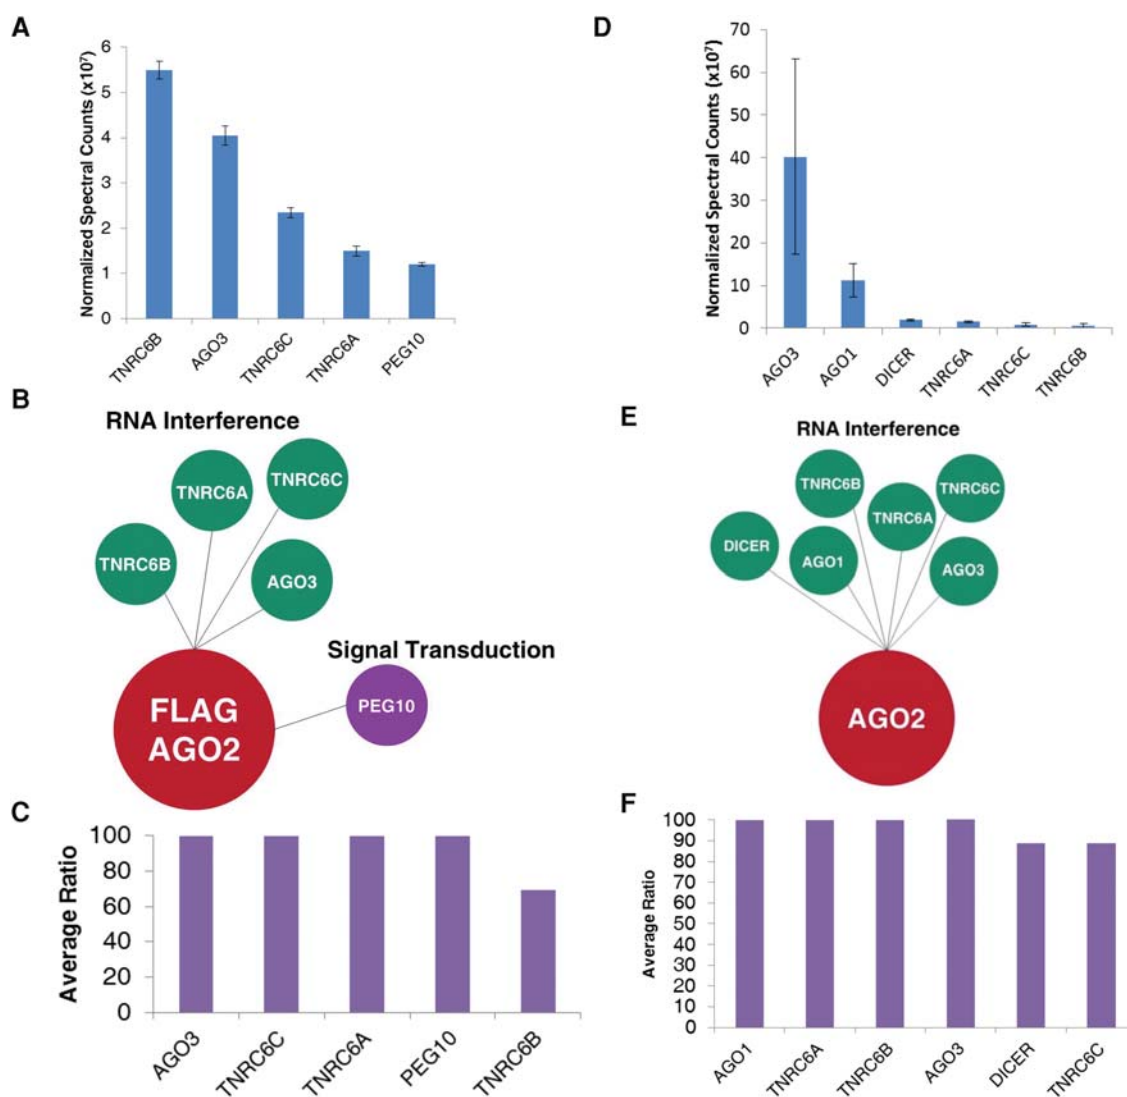 A
Normalized Spectral Counts (x10⁷)
6
5
4
3
2
1
0
TNRC6B
AGO3
TNRC6C
TNRC6A
PEG10
D
Normalized Spectral Counts (x10⁷)
70
60
50
40
30
20
10
0
AGO3
AGO1
DICER
TNRC6A
TNRC6C
TNRC6B
B
RNA Interference
TNRC6A
TNRC6C
TNRC6B
AGO3
Signal Transduction
FLAG
AGO2
PEG10
E
RNA Interference
TNRC6B
TNRC6C
TNRC6A
DICER
AGO1
AGO3
AGO2
C
Average Ratio
100
80
60
40
20
0
AGO3
TNRC6C
TNRC6A
PEG10
TNRC6B
F
Average Ratio
100
90
80
70
60
50
40
30
20
10
0
AGO1
TNRC6A
TNRC6B
AGO3
DICER
TNRC6C